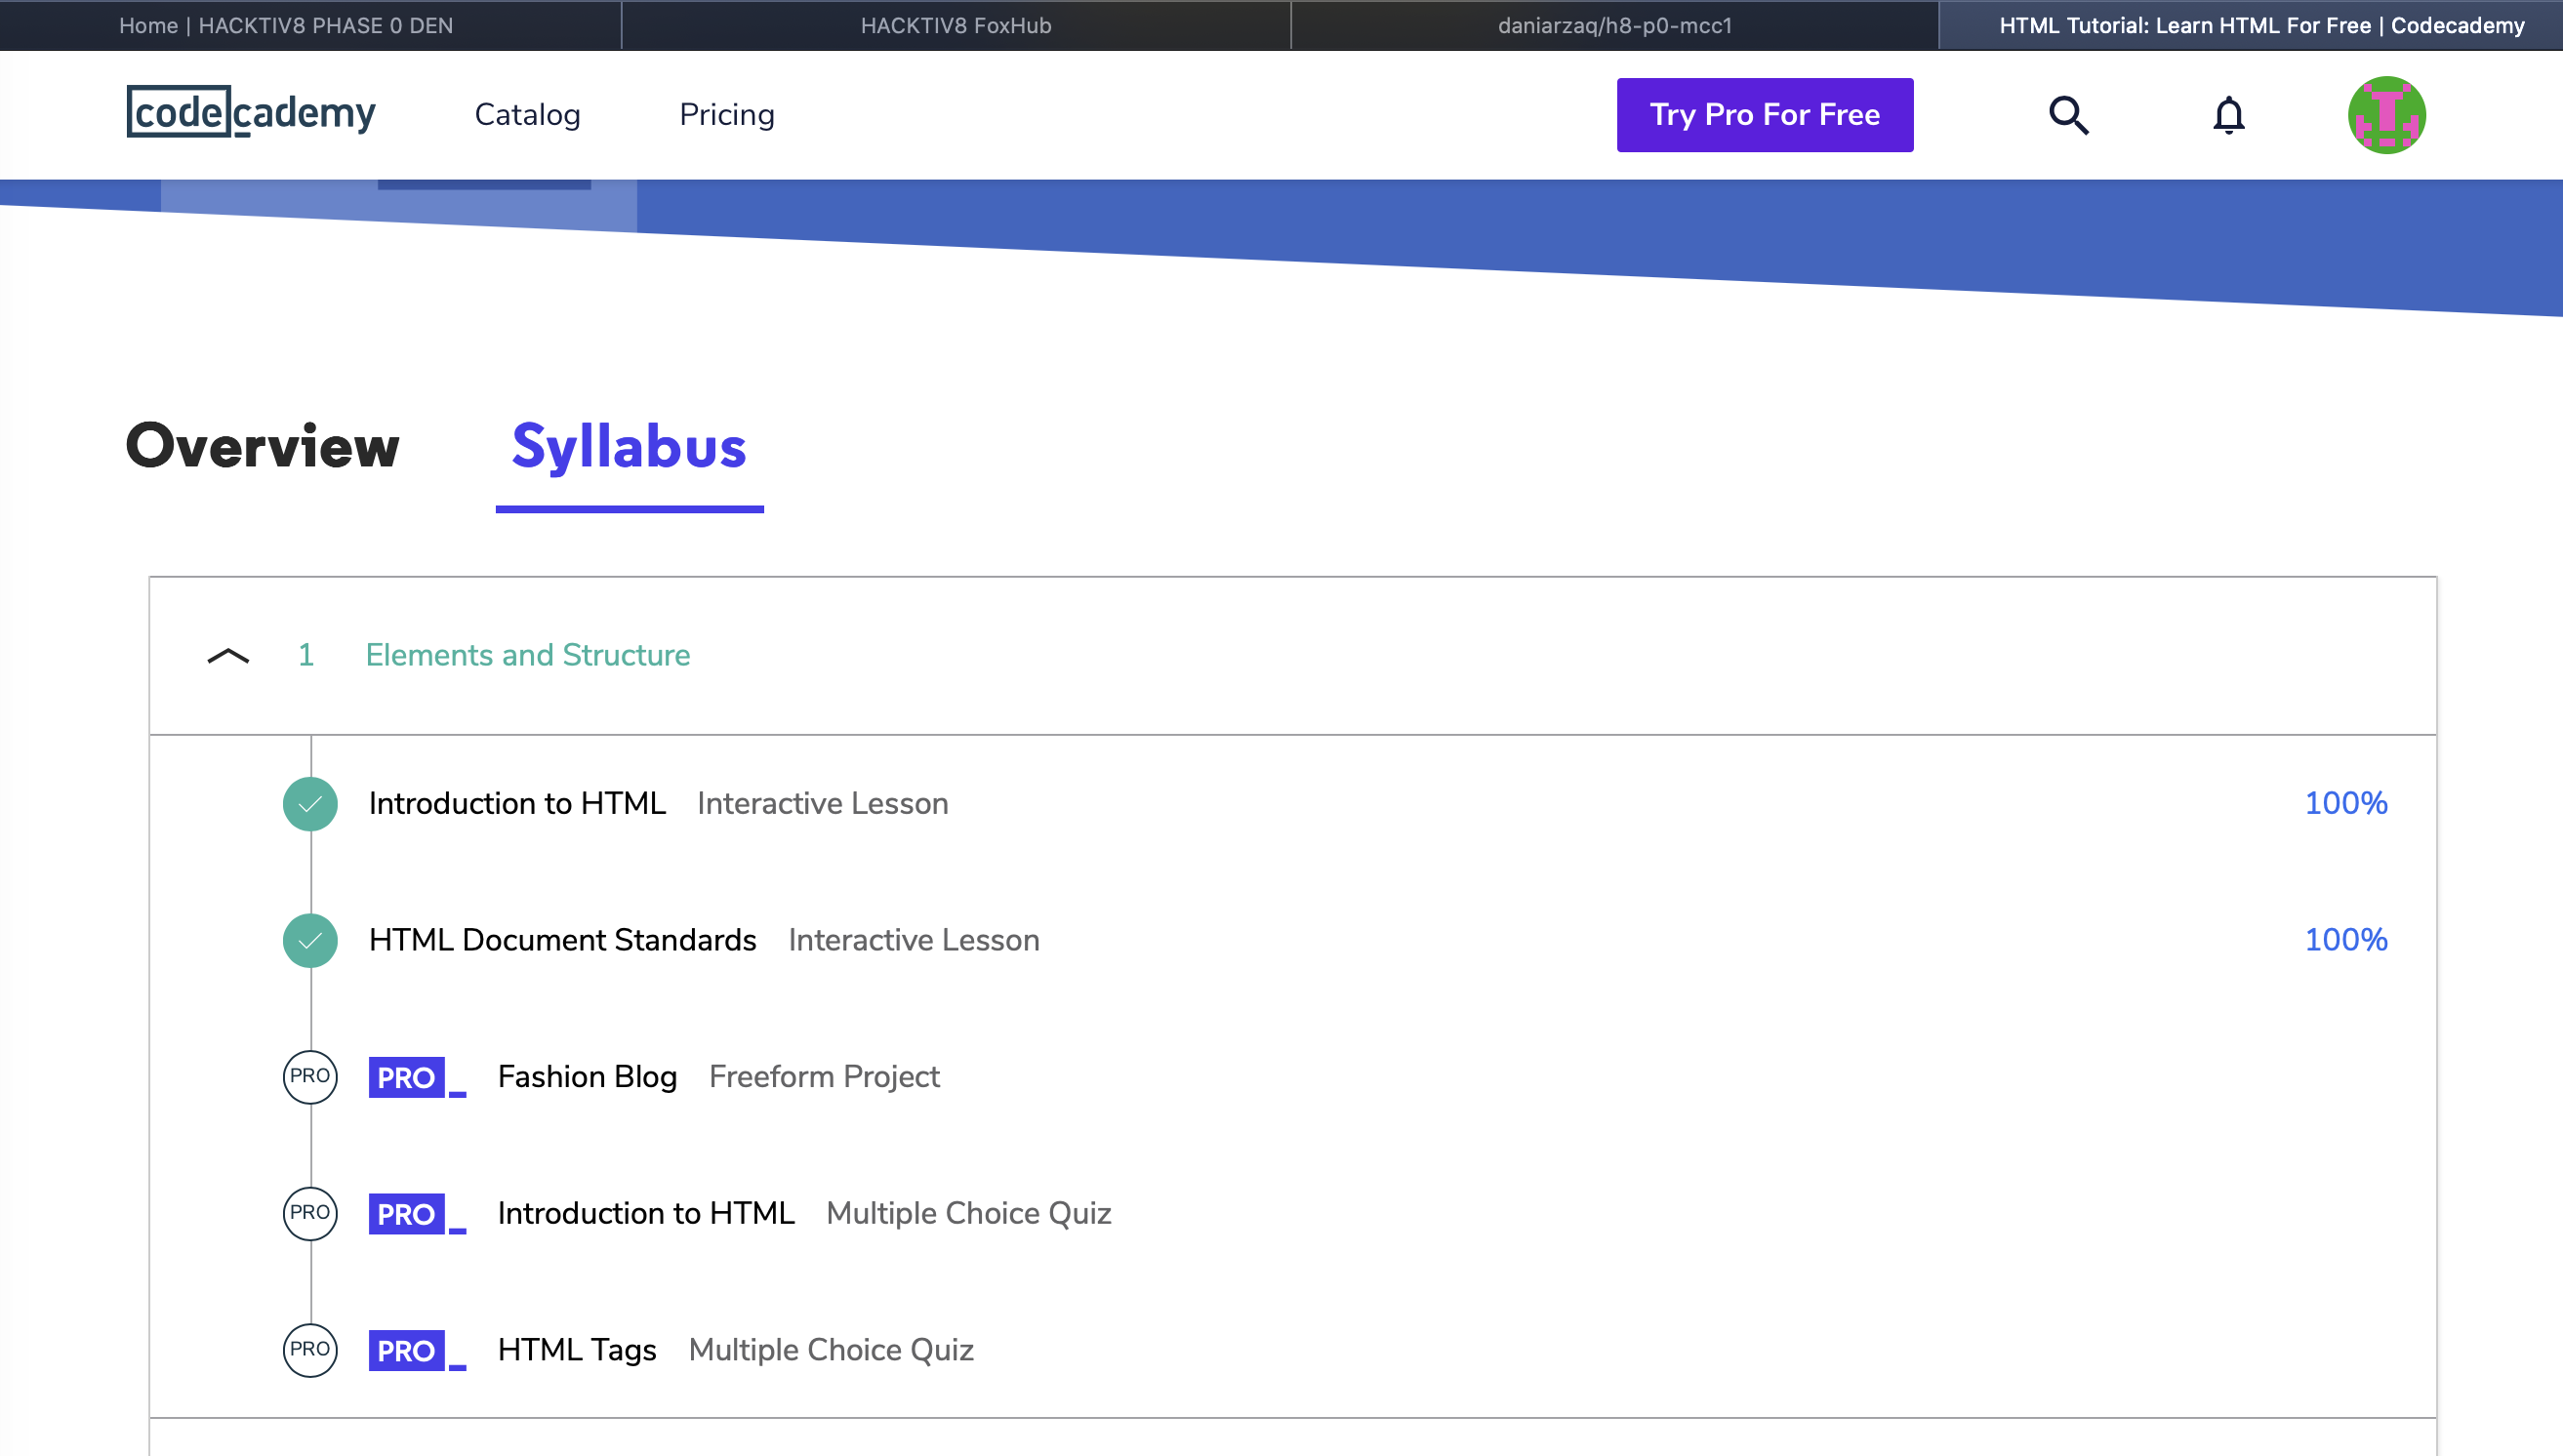 Home | HACKTIV8 PHASE 0 DEN
HACKTIV8 FoxHub
daniarzaq/h8-p0-mcc1
HTML Tutorial: Learn HTML For Free | Codecademy
codecademy
Catalog
Pricing
Try Pro For Free
Overview
Syllabus
1 Elements and Structure
Introduction to HTML Interactive Lesson 100%
HTML Document Standards Interactive Lesson 100%
PRO PRO_ Fashion Blog Freeform Project
PRO PRO_ Introduction to HTML Multiple Choice Quiz
PRO PRO_ HTML Tags Multiple Choice Quiz